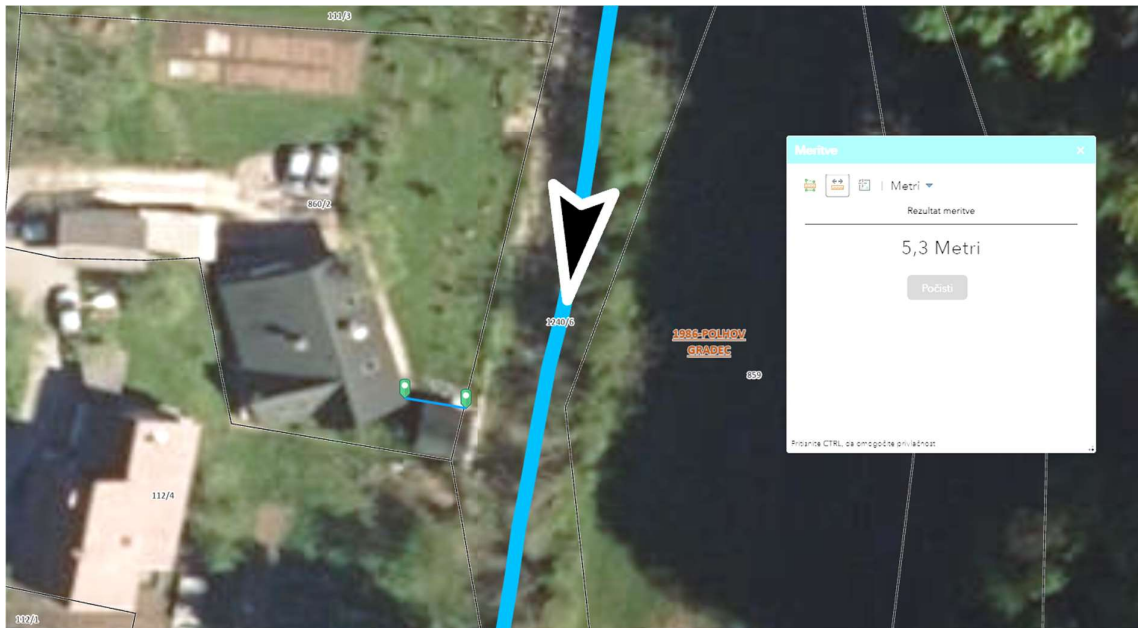 111/3
860/2
1240/6
1986-POLHOV
GRADEC
859
112/4
112/1
Meritve
Metri
Rezultat meritve
5,3 Metri
Počisti
Pridržite CTRL, da omogočite privlačnost